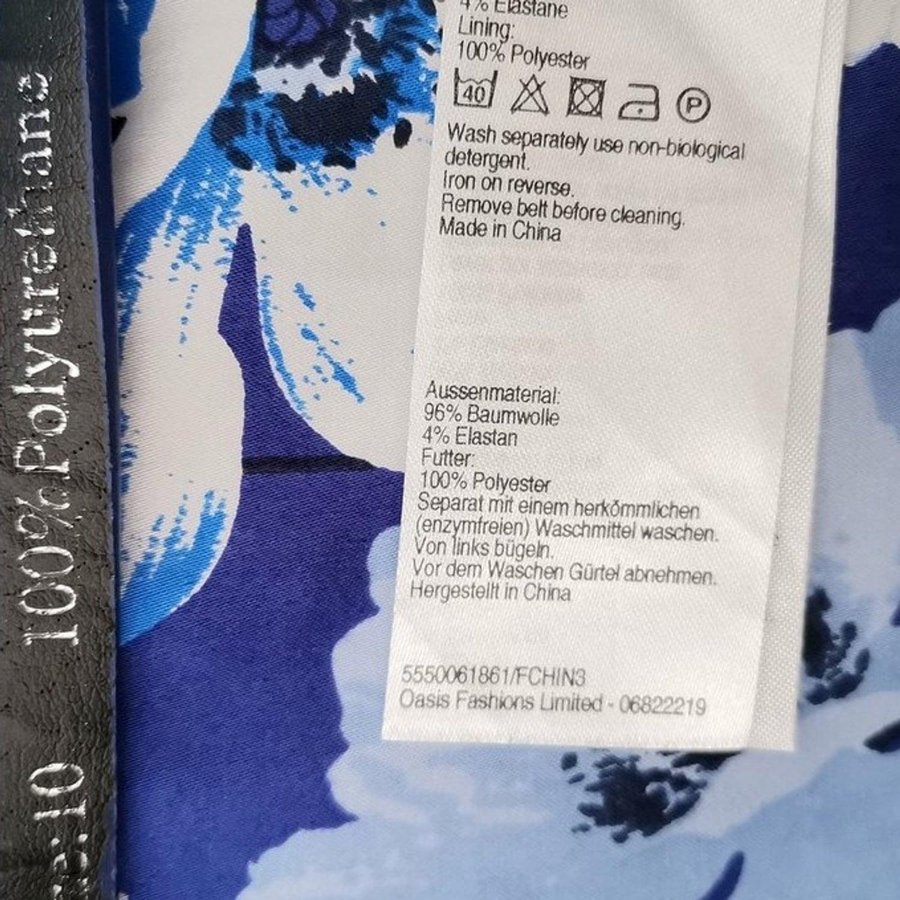 4% Elastane
Lining:
100% Polyester
40
P
Wash separately use non-biological
detergent.
Iron on reverse.
Remove belt before cleaning.
Made in China
Aussenmaterial:
96% Baumwolle
4% Elastan
Futter:
100% Polyester
Separat mit einem herkömmlichen
(enzymfreien) Waschmittel waschen.
Von links bügeln.
Vor dem Waschen Gürtel abnehmen.
Hergestellt in China
5550061861/FCHIN3
Oasis Fashions Limited - 06822219
100% Polyurethane
:10